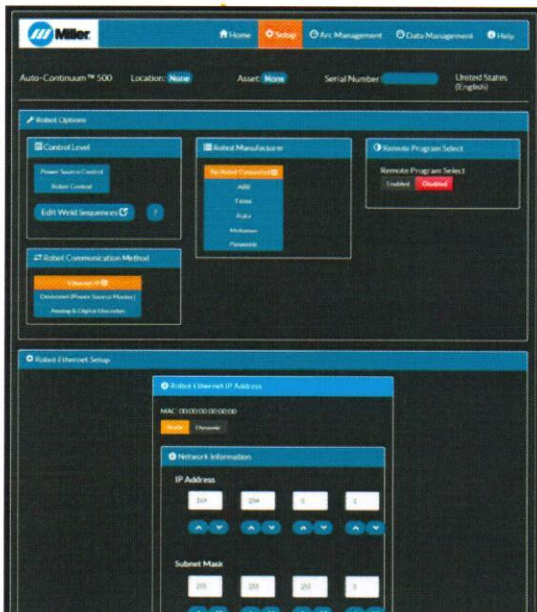 Miller
Home Setup Arc Management Data Management Help
Auto-Continuum™ 500 Location: None Asset: None Serial Number: United States (English)
Robot Options
Control Level
Power Source Control
Robot Control
Edit Weld Sequences ?
Robot Manufacturer
No Robot Connected
ABB
Fanuc
Kuka
Motoman
Panasonic
Remote Program Select
Remote Program Select
Enabled Disabled
Robot Communication Method
Ethernet IP
Devicenet (Power Source Master)
Analog & Digital Discretes
Robot Ethernet Setup
Robot Ethernet IP Address
MAC: 00:00:00:00:00:00
Static Dynamic
Network Information
IP Address
169 254 0 2
Subnet Mask
255 255 255 0